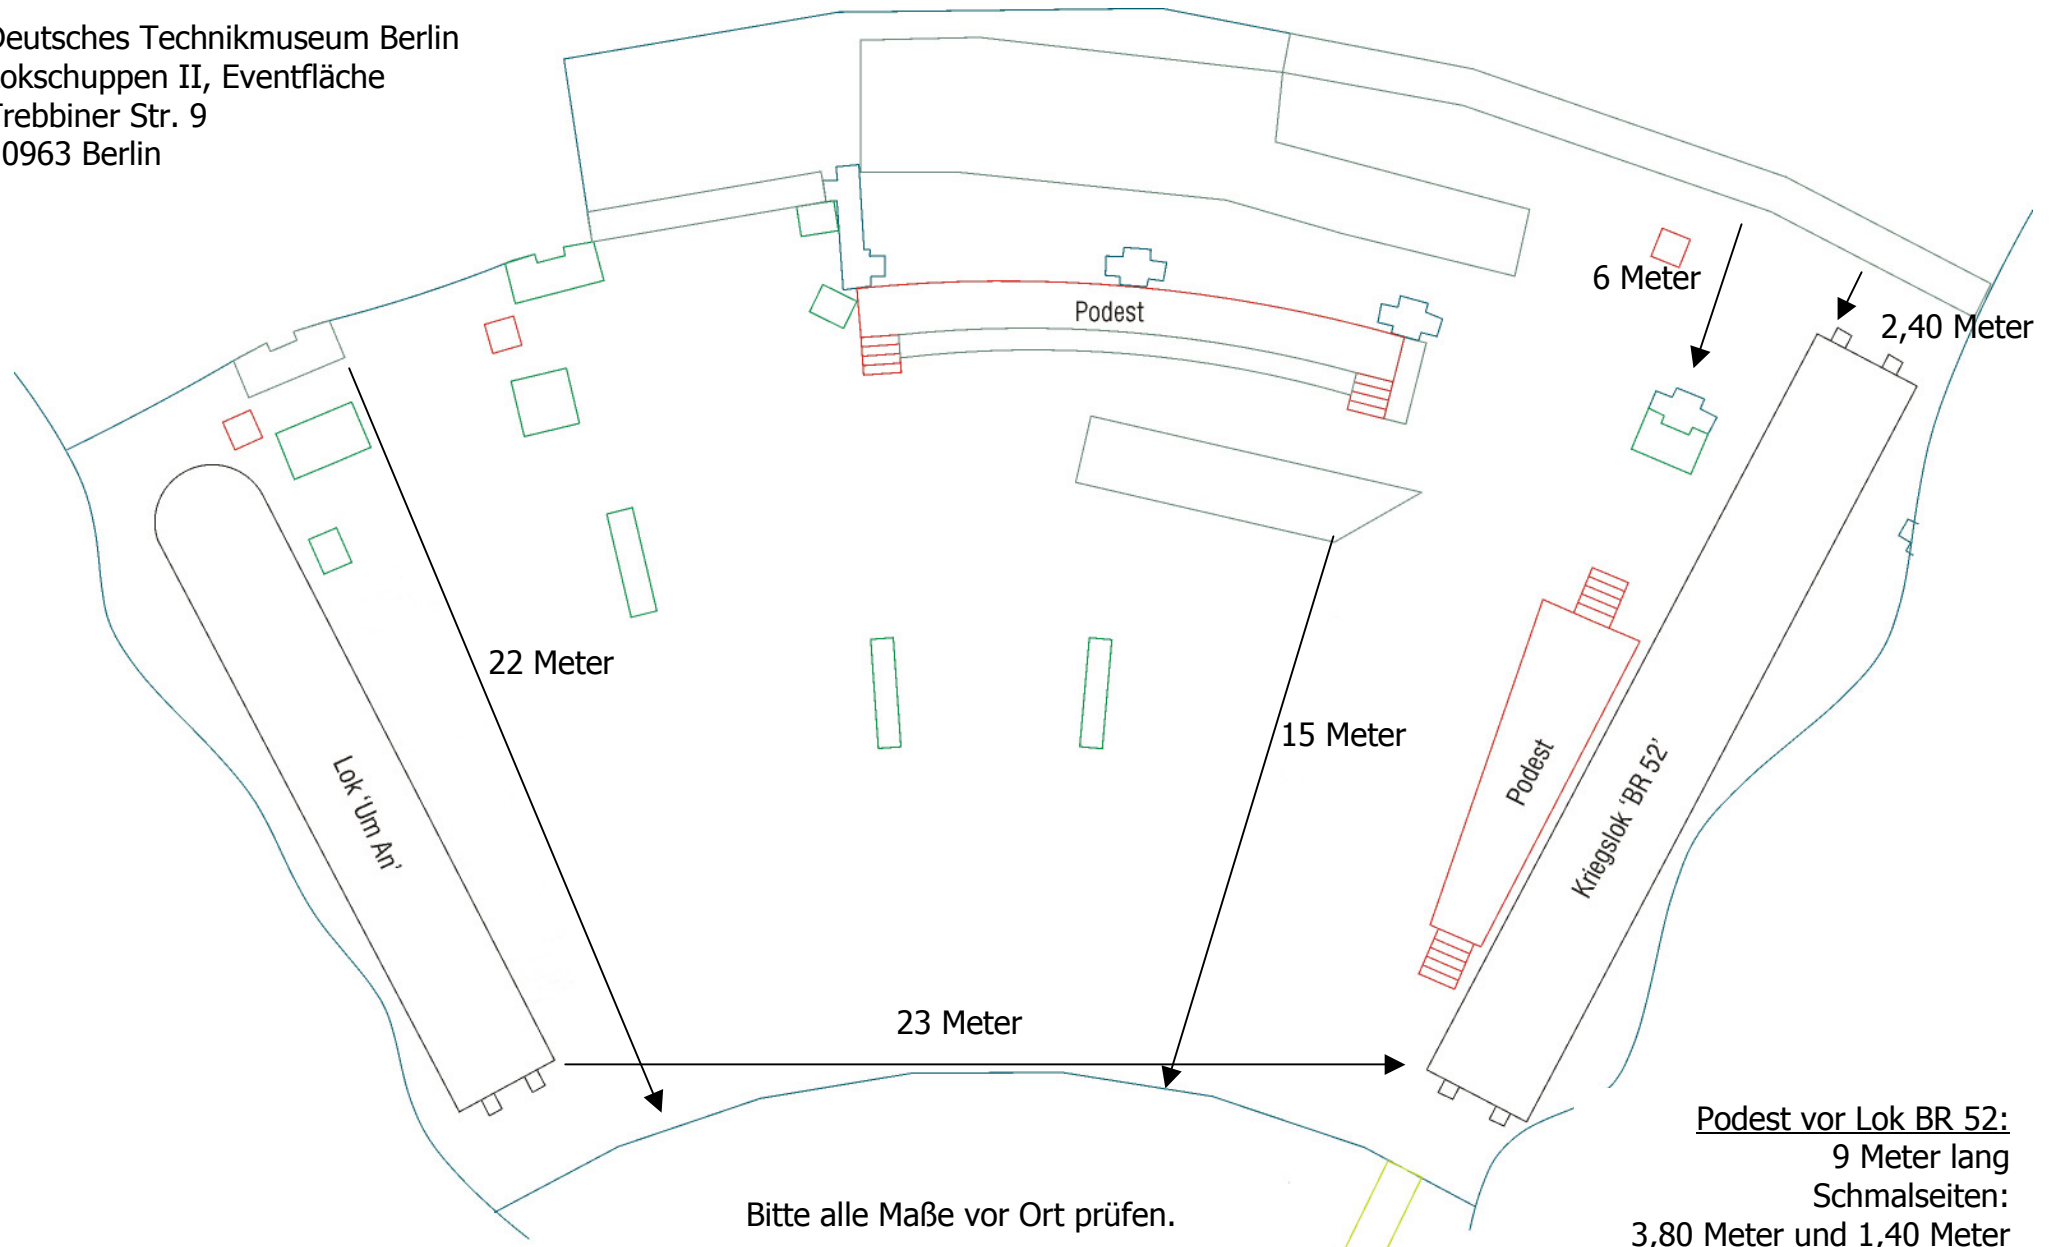 Deutsches Technikmuseum Berlin
okschuppen II, Eventfläche
Trebbiner Str. 9
0963 Berlin
Podest
6 Meter
2,40 Meter
22 Meter
15 Meter
Podest
Lok ‘Um An’
Kriegslok ‘BR 52’
23 Meter
Podest vor Lok BR 52:
9 Meter lang
Schmalseiten:
3,80 Meter und 1,40 Meter
Bitte alle Maße vor Ort prüfen.